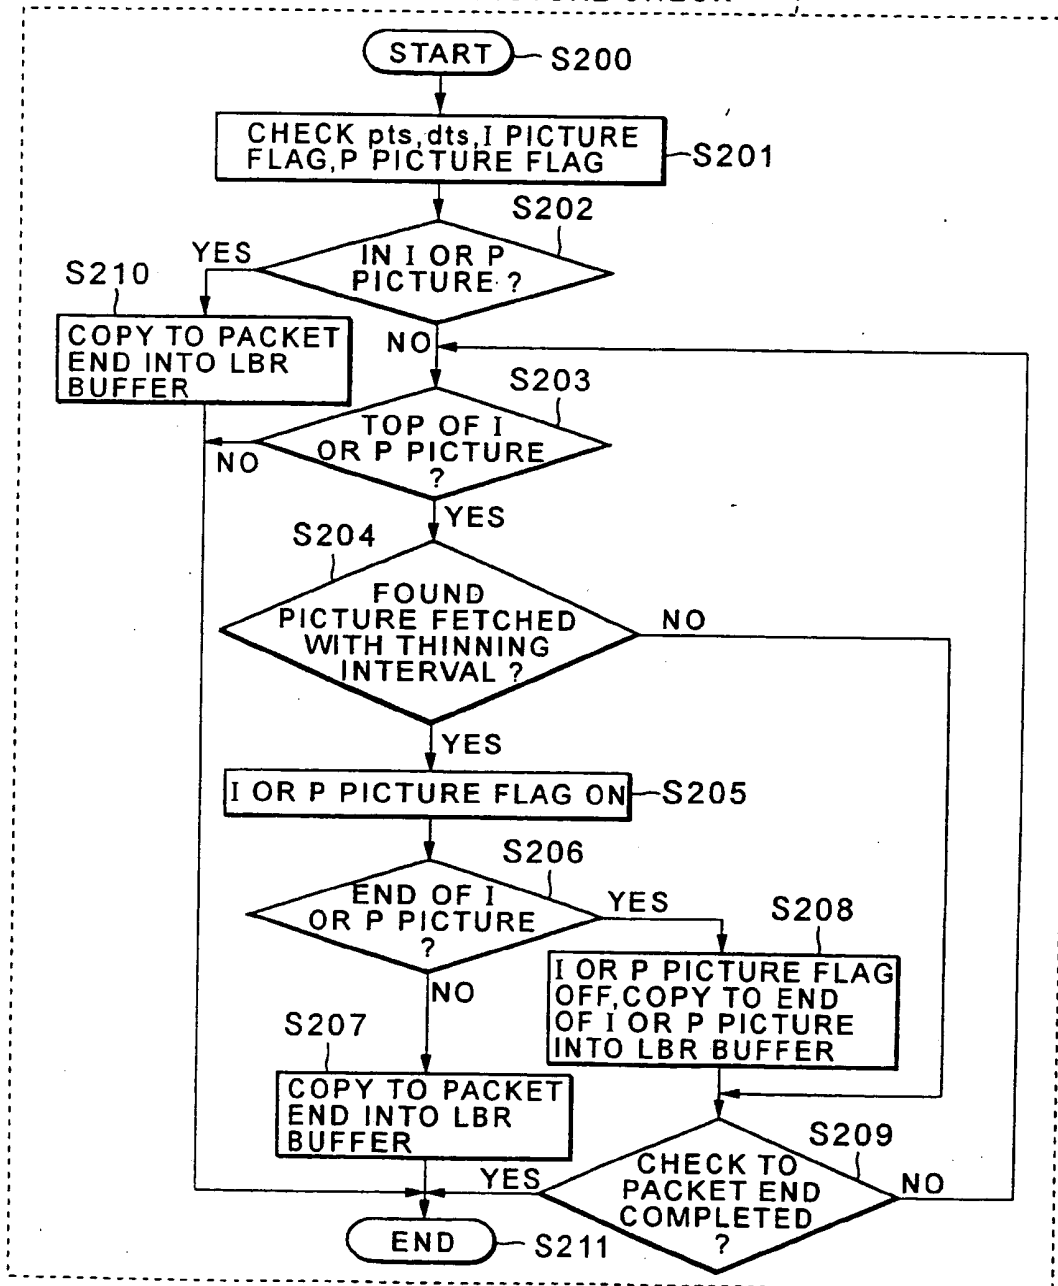 START
S200
CHECK pts,dts,I PICTURE
FLAG,P PICTURE FLAG
S201
S202
IN I OR P
PICTURE ?
YES
NO
S210
COPY TO PACKET
END INTO LBR
BUFFER
S203
TOP OF I
OR P PICTURE
?
NO
YES
S204
FOUND
PICTURE FETCHED
WITH THINNING
INTERVAL ?
NO
YES
I OR P PICTURE FLAG ON
S205
S206
END OF I
OR P PICTURE
?
YES
NO
S208
I OR P PICTURE FLAG
OFF,COPY TO END
OF I OR P PICTURE
INTO LBR BUFFER
S207
COPY TO PACKET
END INTO LBR
BUFFER
S209
CHECK TO
PACKET END
COMPLETED
?
YES
NO
END
S211